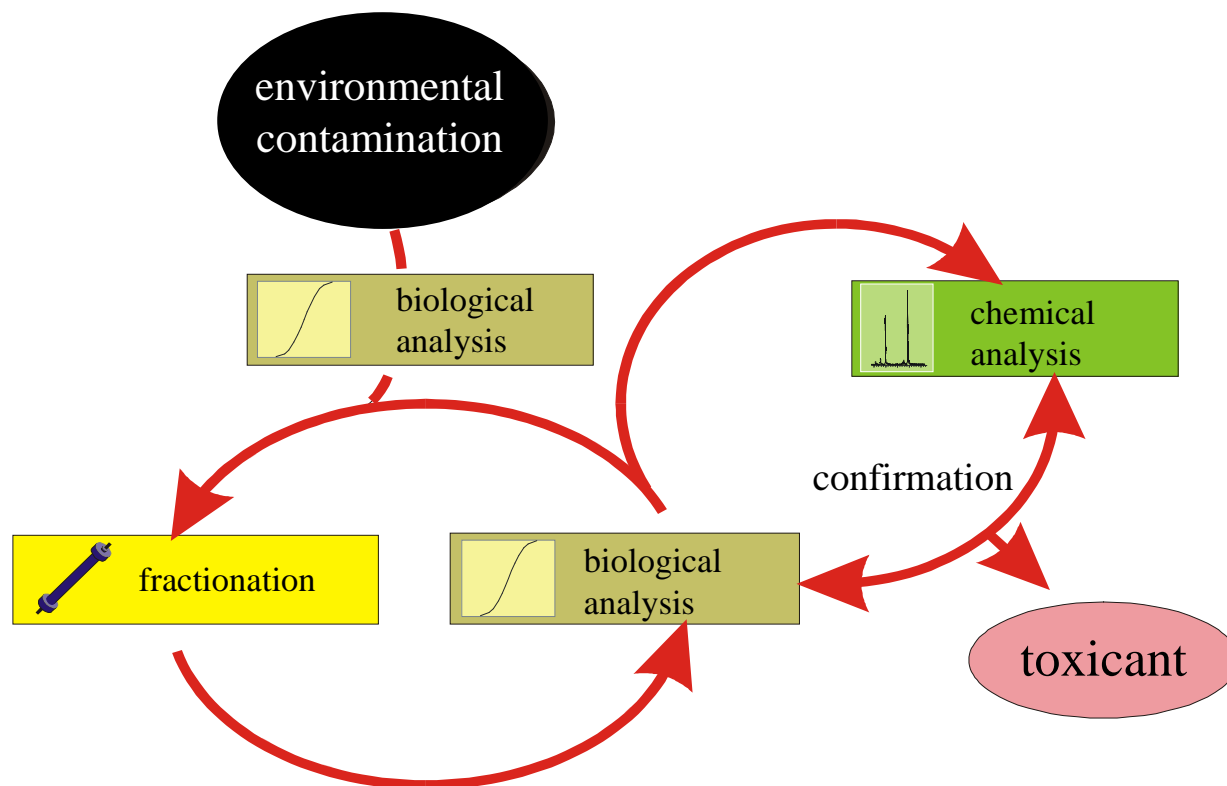 environmental
contamination
biological
analysis
chemical
analysis
confirmation
fractionation
biological
analysis
toxicant